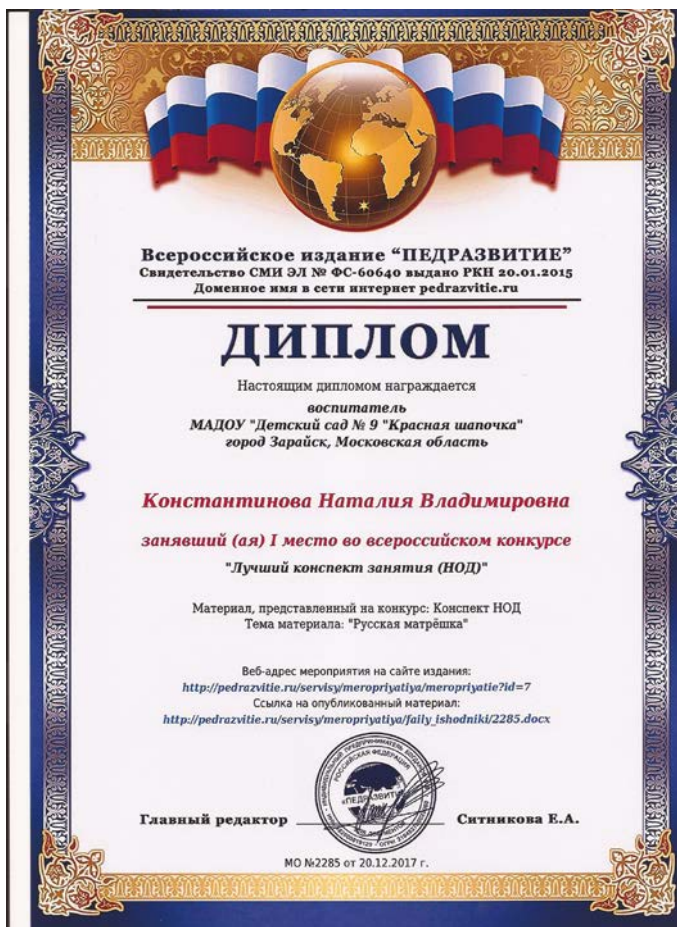 Всероссийское издание “ПЕДРАЗВИТИЕ”
Свидетельство СМИ ЭЛ № ФС-60640 выдано РКН 20.01.2015
Доменное имя в сети интернет pedrazvitie.ru
ДИПЛОМ
Настоящим дипломом награждается
воспитатель
МАДОУ "Детский сад № 9 "Красная шапочка"
город Зарайск, Московская область
Константинова Наталия Владимировна
занявший (ая) I место во всероссийском конкурсе
"Лучший конспект занятия (НОД)"
Материал, представленный на конкурс: Конспект НОД
Тема материала: "Русская матрёшка"
Веб-адрес мероприятия на сайте издания:
http://pedrazvitie.ru/servisy/meropriyatiya/meropriyatie?id=7
Ссылка на опубликованный материал:
http://pedrazvitie.ru/servisy/meropriyatiya/faily_ishodniki/2285.docx
РОССИЙСКАЯ ФЕДЕРАЦИЯ
«ПЕДРАЗВИТИЕ»
Главный редактор Ситникова Е.А.
МО №2285 от 20.12.2017 г.